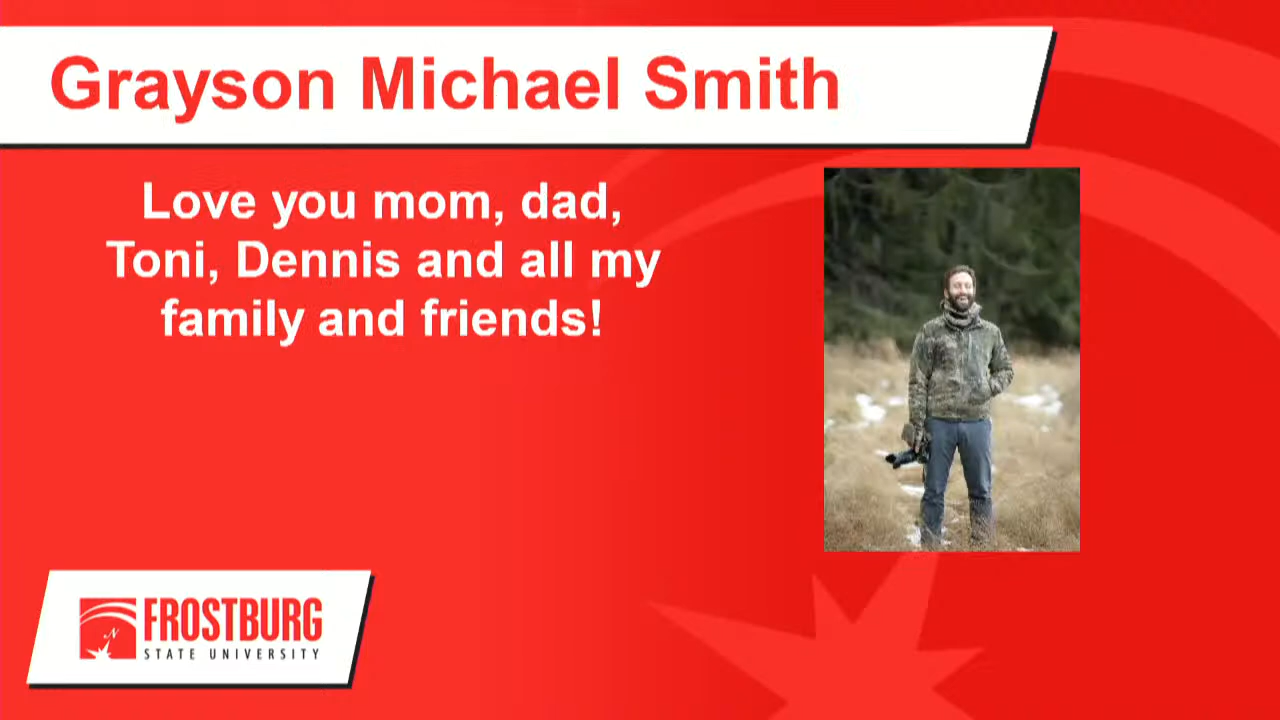 Grayson Michael Smith
Love you mom, dad,
Toni, Dennis and all my
family and friends!
FROSTBURG
STATE UNIVERSITY